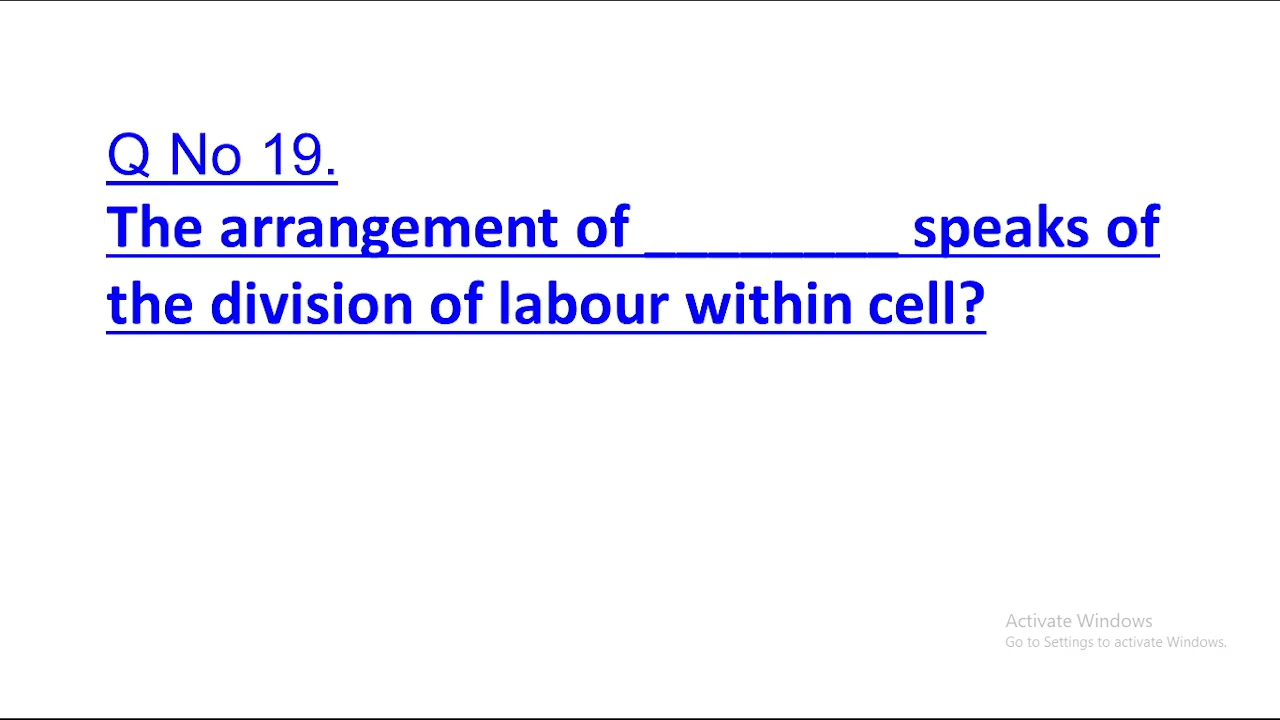 Q No 19.
The arrangement of ________ speaks of
the division of labour within cell?
Activate Windows
Go to Settings to activate Windows.